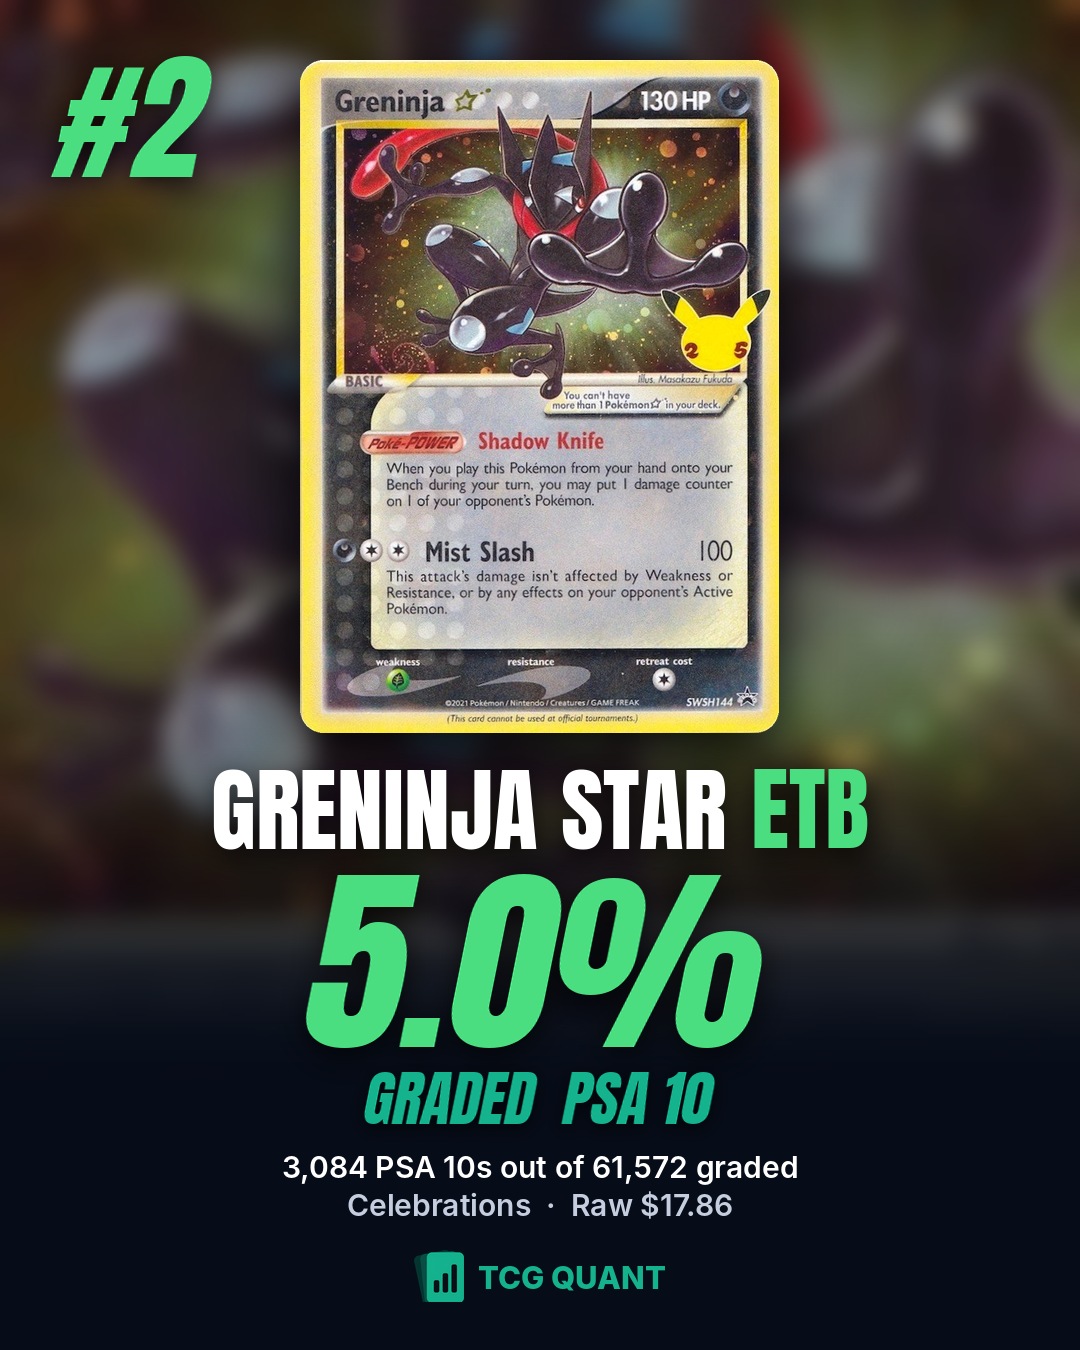 #2
Greninja ☆
130 HP
2 5
BASIC
illus. Masakazu Fukuda
You can't have
more than 1 Pokémon☆ in your deck.
Poké-POWER Shadow Knife
When you play this Pokémon from your hand onto your
Bench during your turn, you may put 1 damage counter
on 1 of your opponent's Pokémon.
Mist Slash 100
This attack's damage isn't affected by Weakness or
Resistance, or by any effects on your opponent's Active
Pokémon.
weakness resistance retreat cost
©2021 Pokémon / Nintendo / Creatures / GAME FREAK SWSH144
(This card cannot be used at official tournaments.)
GRENINJA STAR ETB
5.0%
GRADED PSA 10
3,084 PSA 10s out of 61,572 graded
Celebrations · Raw $17.86
TCG QUANT